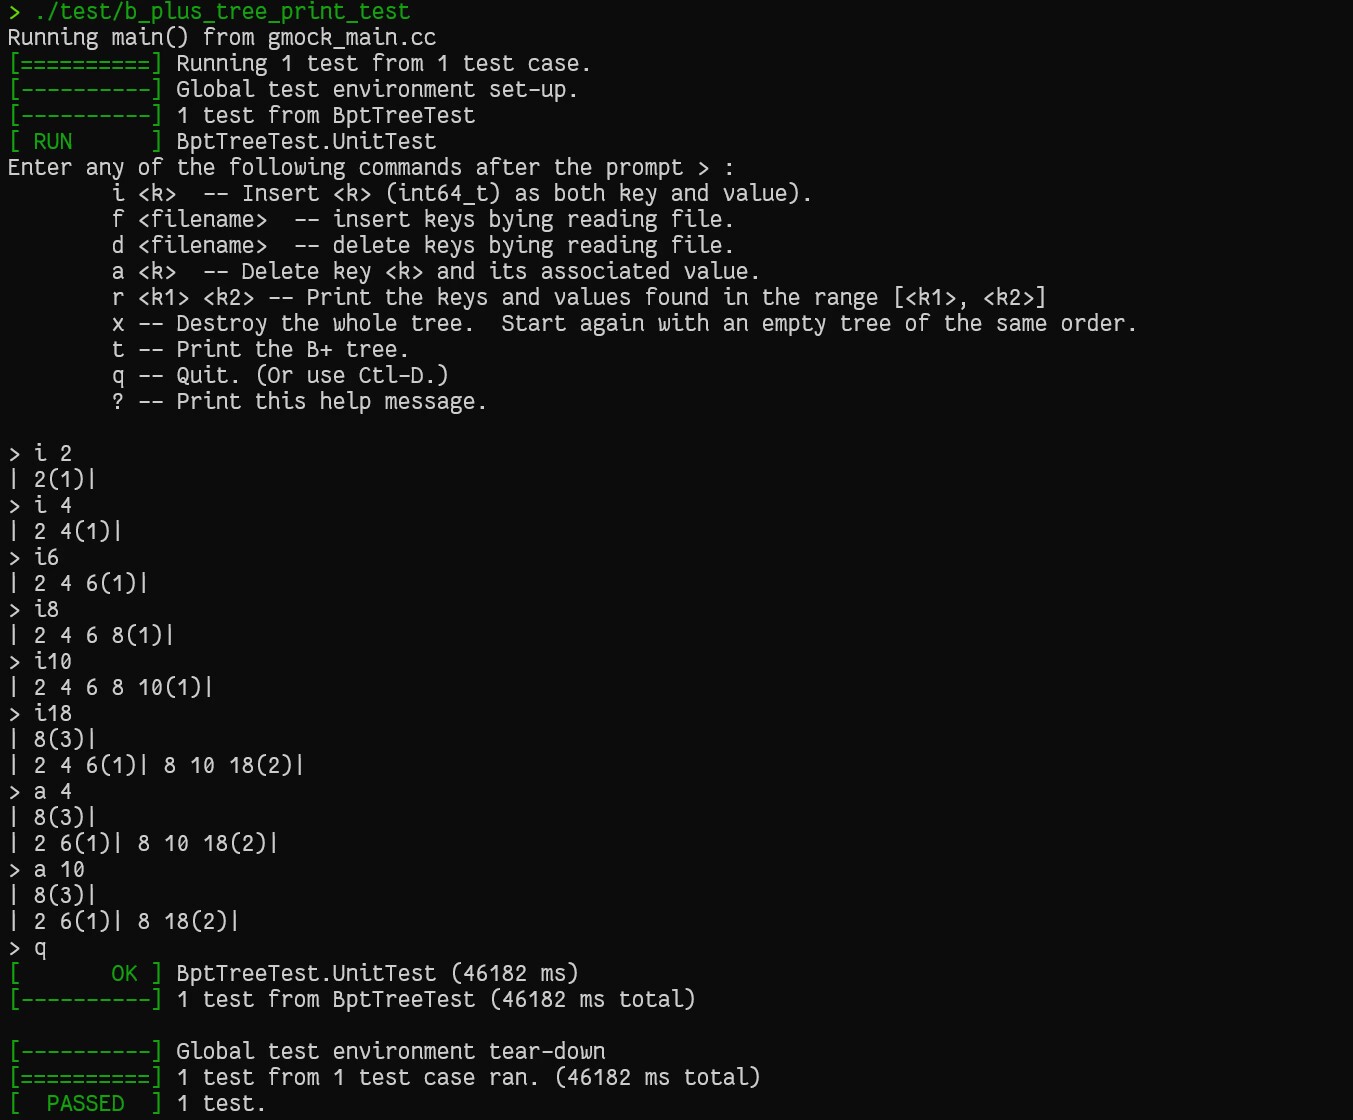 > ./test/b_plus_tree_print_test
Running main() from gmock_main.cc
[==========] Running 1 test from 1 test case.
[----------] Global test environment set-up.
[----------] 1 test from BptTreeTest
[ RUN      ] BptTreeTest.UnitTest
Enter any of the following commands after the prompt > :
        i <k>  -- Insert <k> (int64_t) as both key and value).
        f <filename>  -- insert keys bying reading file.
        d <filename>  -- delete keys bying reading file.
        a <k>  -- Delete key <k> and its associated value.
        r <k1> <k2> -- Print the keys and values found in the range [<k1>, <k2>]
        x -- Destroy the whole tree.  Start again with an empty tree of the same order.
        t -- Print the B+ tree.
        q -- Quit. (Or use Ctl-D.)
        ? -- Print this help message.

> i 2
| 2(1)|
> i 4
| 2 4(1)|
> i6
| 2 4 6(1)|
> i8
| 2 4 6 8(1)|
> i10
| 2 4 6 8 10(1)|
> i18
| 8(3)|
| 2 4 6(1)| 8 10 18(2)|
> a 4
| 8(3)|
| 2 6(1)| 8 10 18(2)|
> a 10
| 8(3)|
| 2 6(1)| 8 18(2)|
> q
[       OK ] BptTreeTest.UnitTest (46182 ms)
[----------] 1 test from BptTreeTest (46182 ms total)

[----------] Global test environment tear-down
[==========] 1 test from 1 test case ran. (46182 ms total)
[  PASSED  ] 1 test.